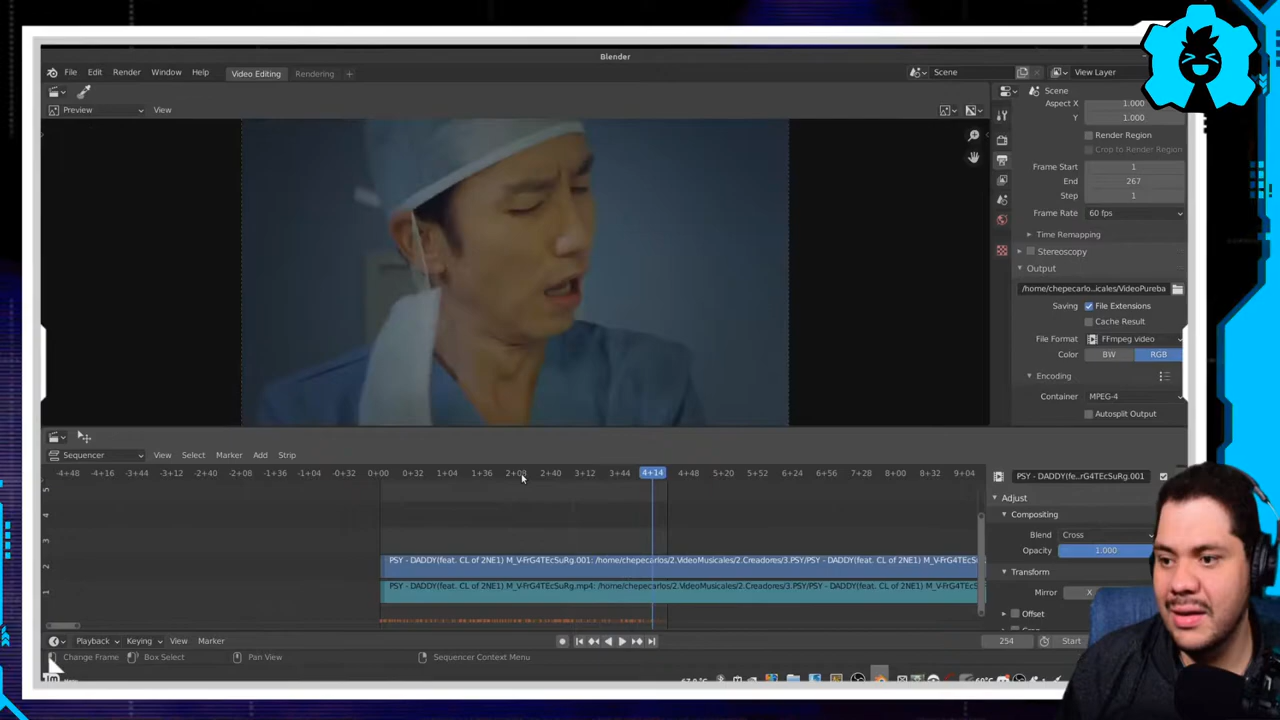 Blender
File Edit Render Window Help Video Editing Rendering + Scene View Layer
Preview View Scene
Aspect X 1.000
Y 1.000
Render Region
Crop to Render Region
Frame Start 1
End 267
Step 1
Frame Rate 60 fps
Time Remapping
Stereoscopy
Output
/home/chepecarlo..icales/VideoPureba
Saving File Extensions
Cache Result
File Format FFmpeg video
Color BW RGB
Encoding
Container MPEG-4
Autosplit Output
Sequencer View Select Marker Add Strip
-4+48 -4+16 -3+44 -3+12 -2+40 -2+08 -1+36 -1+04 -0+32 0+00 0+32 1+04 1+36 2+08 2+40 3+12 3+44 4+14 4+48 5+20 5+52 6+24 6+56 7+28 8+00 8+32 9+04
PSY - DADDY(fe..rG4TEcSuRg.001
5
4
3
2
1
PSY - DADDY(feat. CL of 2NE1) M_V-FrG4TEcSuRg.001: /home/chepecarlos/2.VideoMusicales/2.Creadores/3.PSY/PSY - DADDY(feat. CL of 2NE1) M_V-FrG4TEcS
PSY - DADDY(feat. CL of 2NE1) M_V-FrG4TEcSuRg.mp4: /home/chepecarlos/2.VideoMusicales/2.Creadores/3.PSY/PSY - DADDY(feat. CL of 2NE1) M_V-FrG4TEcS
Adjust
Compositing
Blend Cross
Opacity 1.000
Transform
Mirror X
Offset
Playback Keying View Marker 254 Start
Change Frame Box Select Pan View Sequencer Context Menu